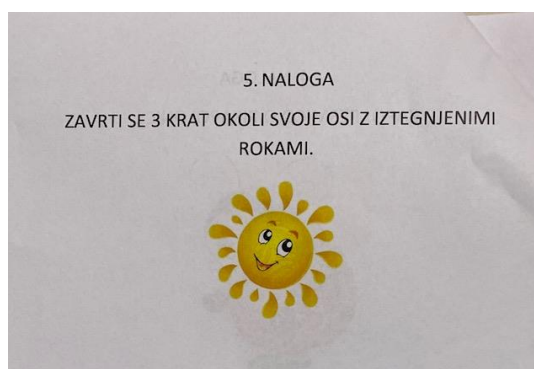 5. NALOGA
ZAVRTI SE 3 KRAT OKOLI SVOJE OSI Z IZTEGNJENIMI
ROKAMI.